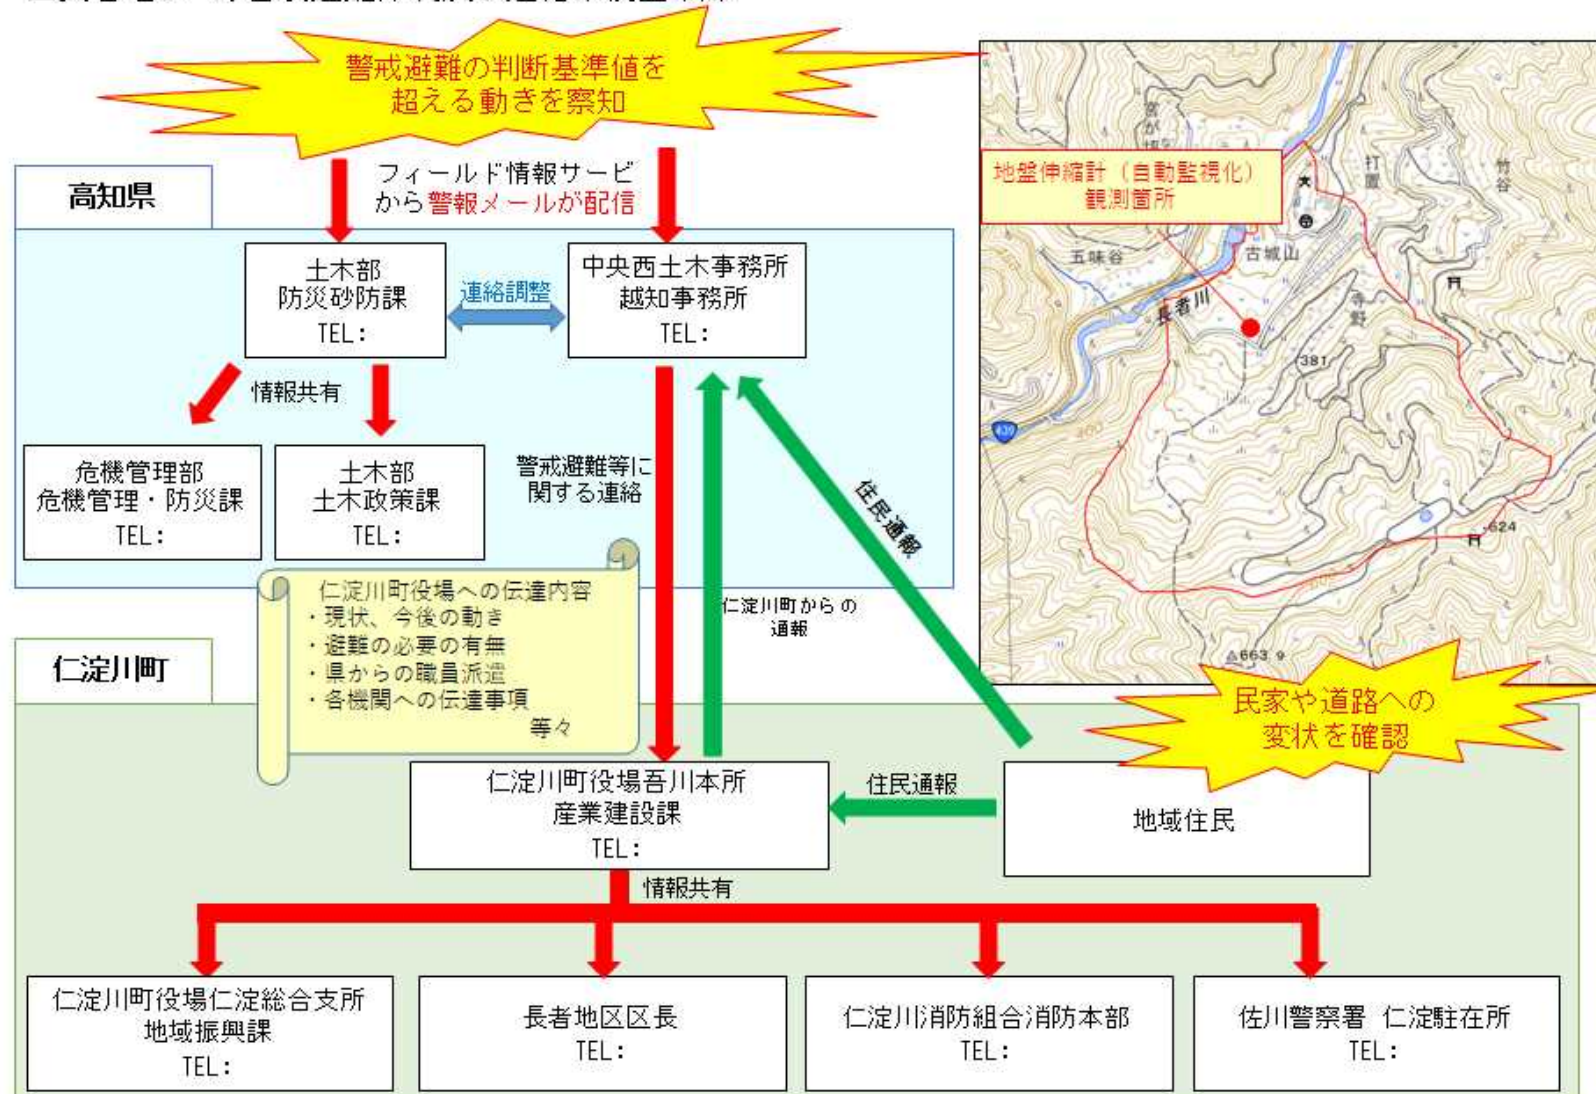 警戒避難の判断基準値を
超える動きを察知
高知県
フィールド情報サービ
から警報メールが配信
土木部
防災砂防課
TEL:
連絡調整
中央西土木事務所
越知事務所
TEL:
情報共有
危機管理部
危機管理・防災課
TEL:
土木部
土木政策課
TEL:
警戒避難等に
関する連絡
住民通報
仁淀川町からの
通報
仁淀川町役場への伝達内容
・現状、今後の動き
・避難の必要の有無
・県からの職員派遣
・各機関への伝達事項
等々
地盤伸縮計（自動監視化）
観測箇所
打置
竹谷
五味谷
古城山
長者川
寺野
381
439
624
663.9
民家や道路への
変状を確認
仁淀川町
仁淀川町役場吾川本所
産業建設課
TEL:
住民通報
地域住民
情報共有
仁淀川町役場仁淀総合支所
地域振興課
TEL:
長者地区区長
TEL:
仁淀川消防組合消防本部
TEL:
佐川警察署 仁淀駐在所
TEL: